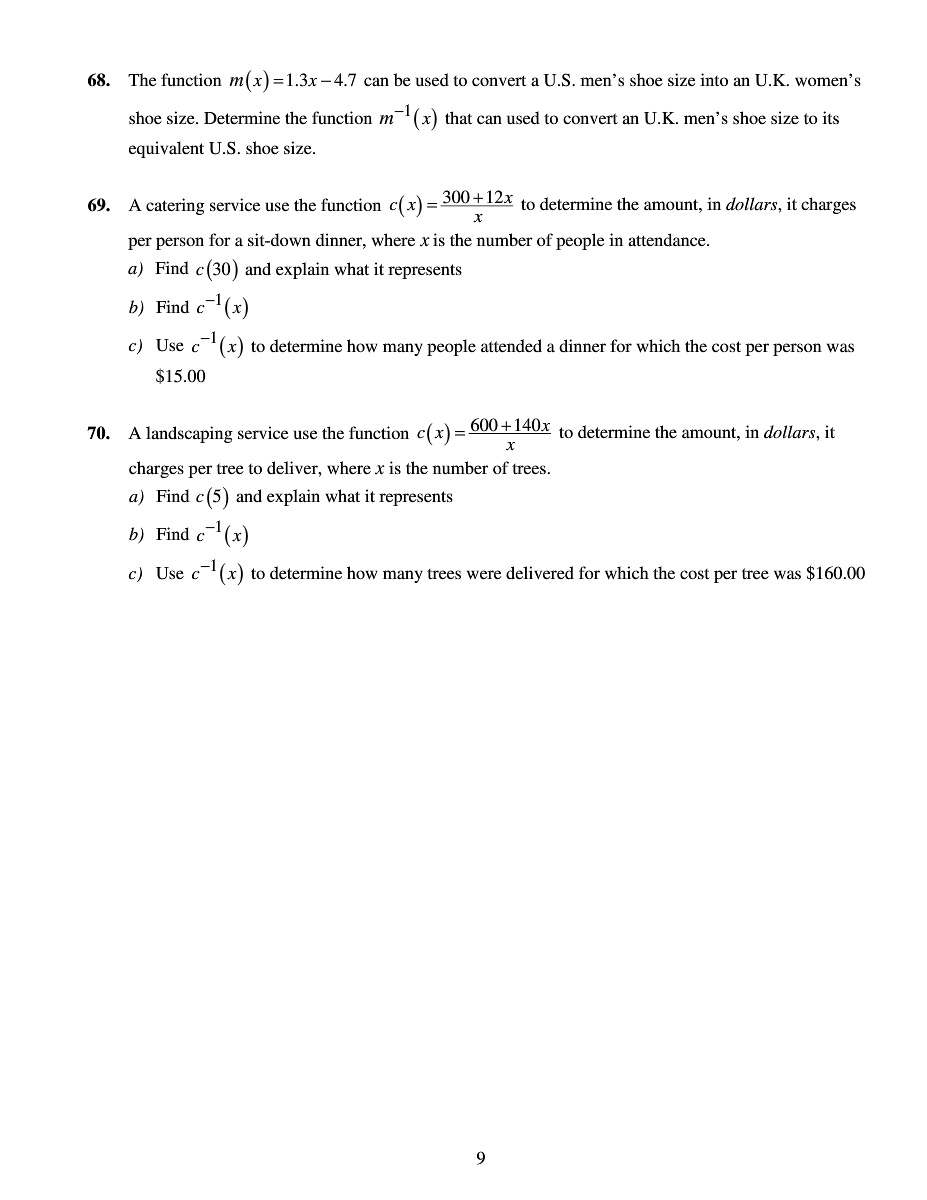 68. The function m(x)=1.3x−4.7 can be used to convert a U.S. men's shoe size into an U.K. women's
shoe size. Determine the function m⁻¹(x) that can used to convert an U.K. men's shoe size to its
equivalent U.S. shoe size.
69. A catering service use the function c(x)=(300+12x)/x to determine the amount, in dollars, it charges
per person for a sit-down dinner, where x is the number of people in attendance.
a) Find c(30) and explain what it represents
b) Find c⁻¹(x)
c) Use c⁻¹(x) to determine how many people attended a dinner for which the cost per person was
$15.00
70. A landscaping service use the function c(x)=(600+140x)/x to determine the amount, in dollars, it
charges per tree to deliver, where x is the number of trees.
a) Find c(5) and explain what it represents
b) Find c⁻¹(x)
c) Use c⁻¹(x) to determine how many trees were delivered for which the cost per tree was $160.00
9